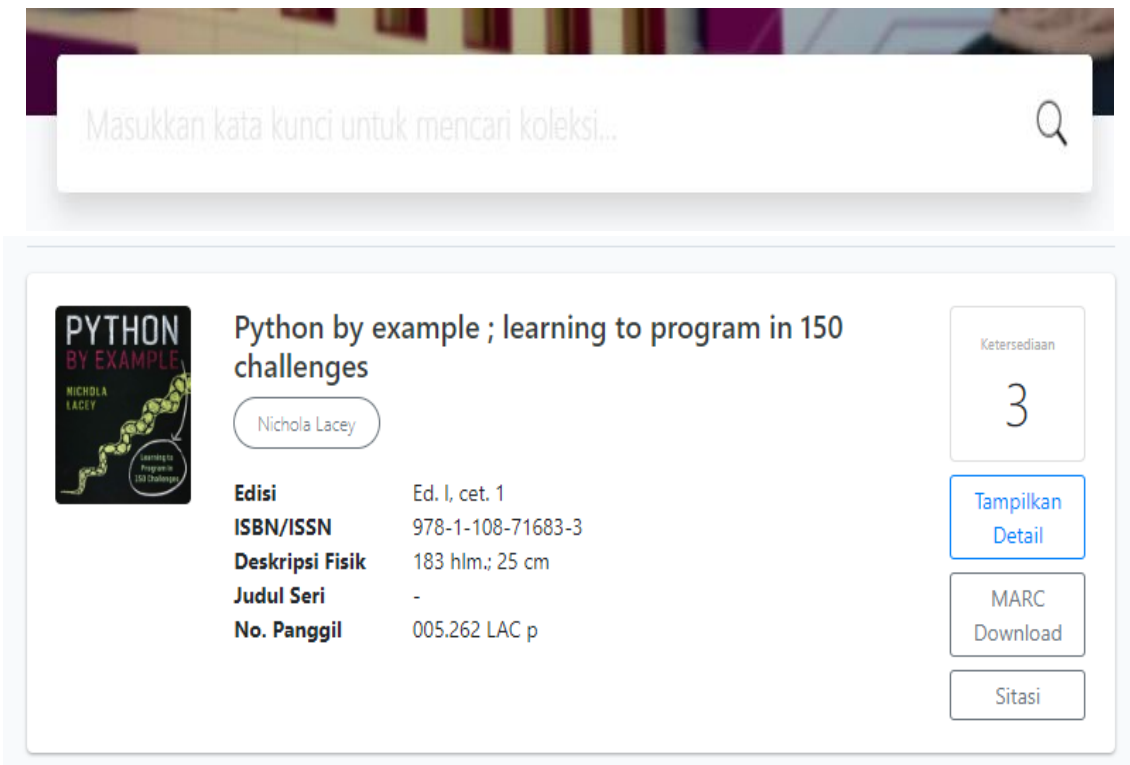 Masukkan kata kunci untuk mencari koleksi...
PYTHON
BY EXAMPLE
NICHOLA
LACEY
Learning to
Program in
150 Challenges
Python by example ; learning to program in 150
challenges
Nichola Lacey
Edisi Ed. I, cet. 1
ISBN/ISSN 978-1-108-71683-3
Deskripsi Fisik 183 hlm.; 25 cm
Judul Seri -
No. Panggil 005.262 LAC p
Ketersediaan
3
Tampilkan
Detail
MARC
Download
Sitasi